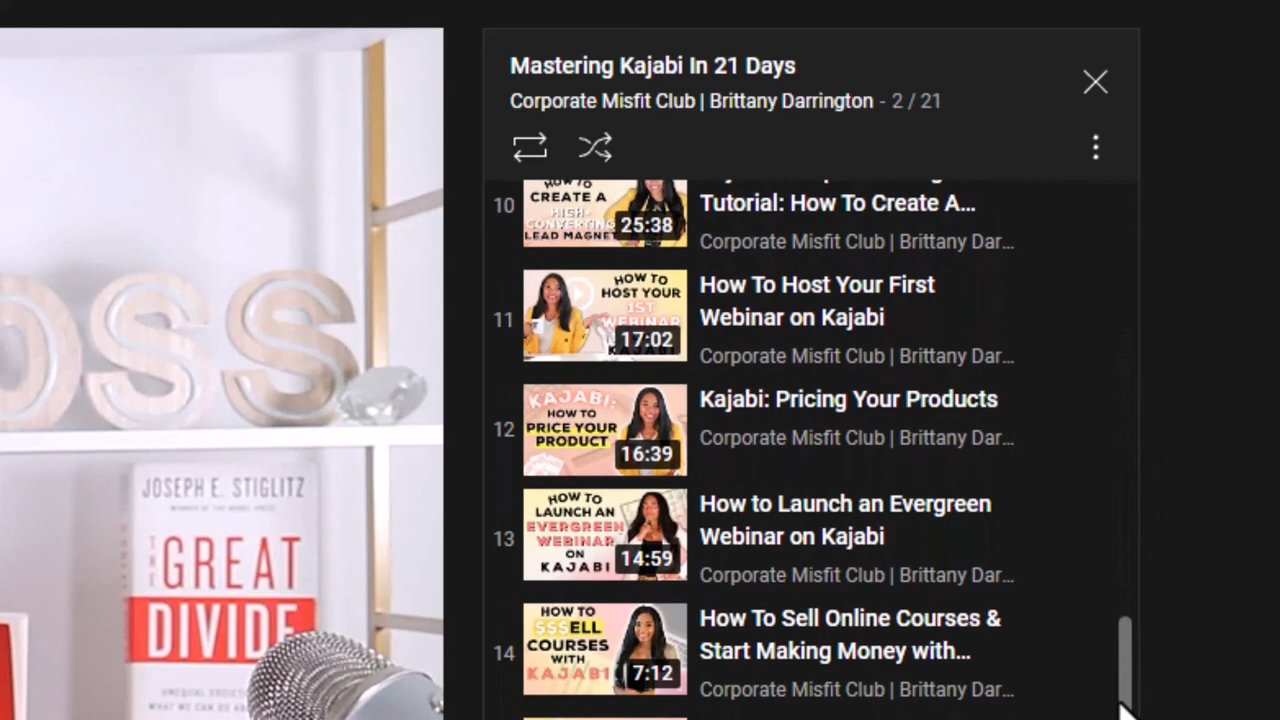 OSS
JOSEPH E. STIGLITZ
THE
GREAT
DIVIDE
Mastering Kajabi In 21 Days
Corporate Misfit Club | Brittany Darrington - 2 / 21
10
HOW TO
CREATE A
HIGH-
CONVERTING
LEAD MAGNET
25:38
Tutorial: How To Create A...
Corporate Misfit Club | Brittany Dar...
11
HOW TO
HOST YOUR
1ST
WEBINAR
KAJABI
17:02
How To Host Your First
Webinar on Kajabi
Corporate Misfit Club | Brittany Dar...
12
KAJABI:
HOW TO
PRICE YOUR
PRODUCT
16:39
Kajabi: Pricing Your Products
Corporate Misfit Club | Brittany Dar...
13
HOW TO
LAUNCH AN
EVERGREEN
WEBINAR
ON
KAJABI
14:59
How to Launch an Evergreen
Webinar on Kajabi
Corporate Misfit Club | Brittany Dar...
14
HOW TO
$$$ELL
COURSES
WITH
KAJABI
7:12
How To Sell Online Courses &
Start Making Money with...
Corporate Misfit Club | Brittany Dar...